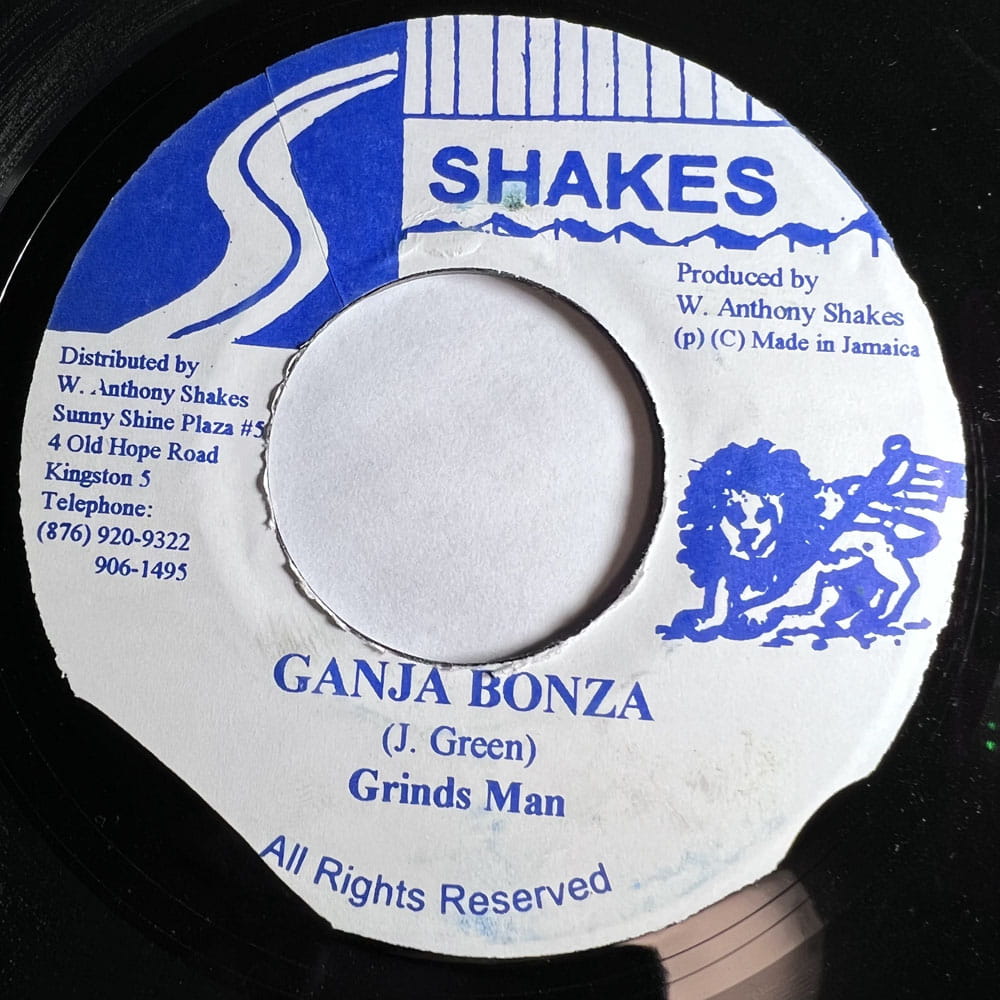 SHAKES
Produced by
W. Anthony Shakes
(p) (C) Made in Jamaica
Distributed by
W. Anthony Shakes
Sunny Shine Plaza #5
4 Old Hope Road
Kingston 5
Telephone:
(876) 920-9322
906-1495
GANJA BONZA
(J. Green)
Grinds Man
All Rights Reserved